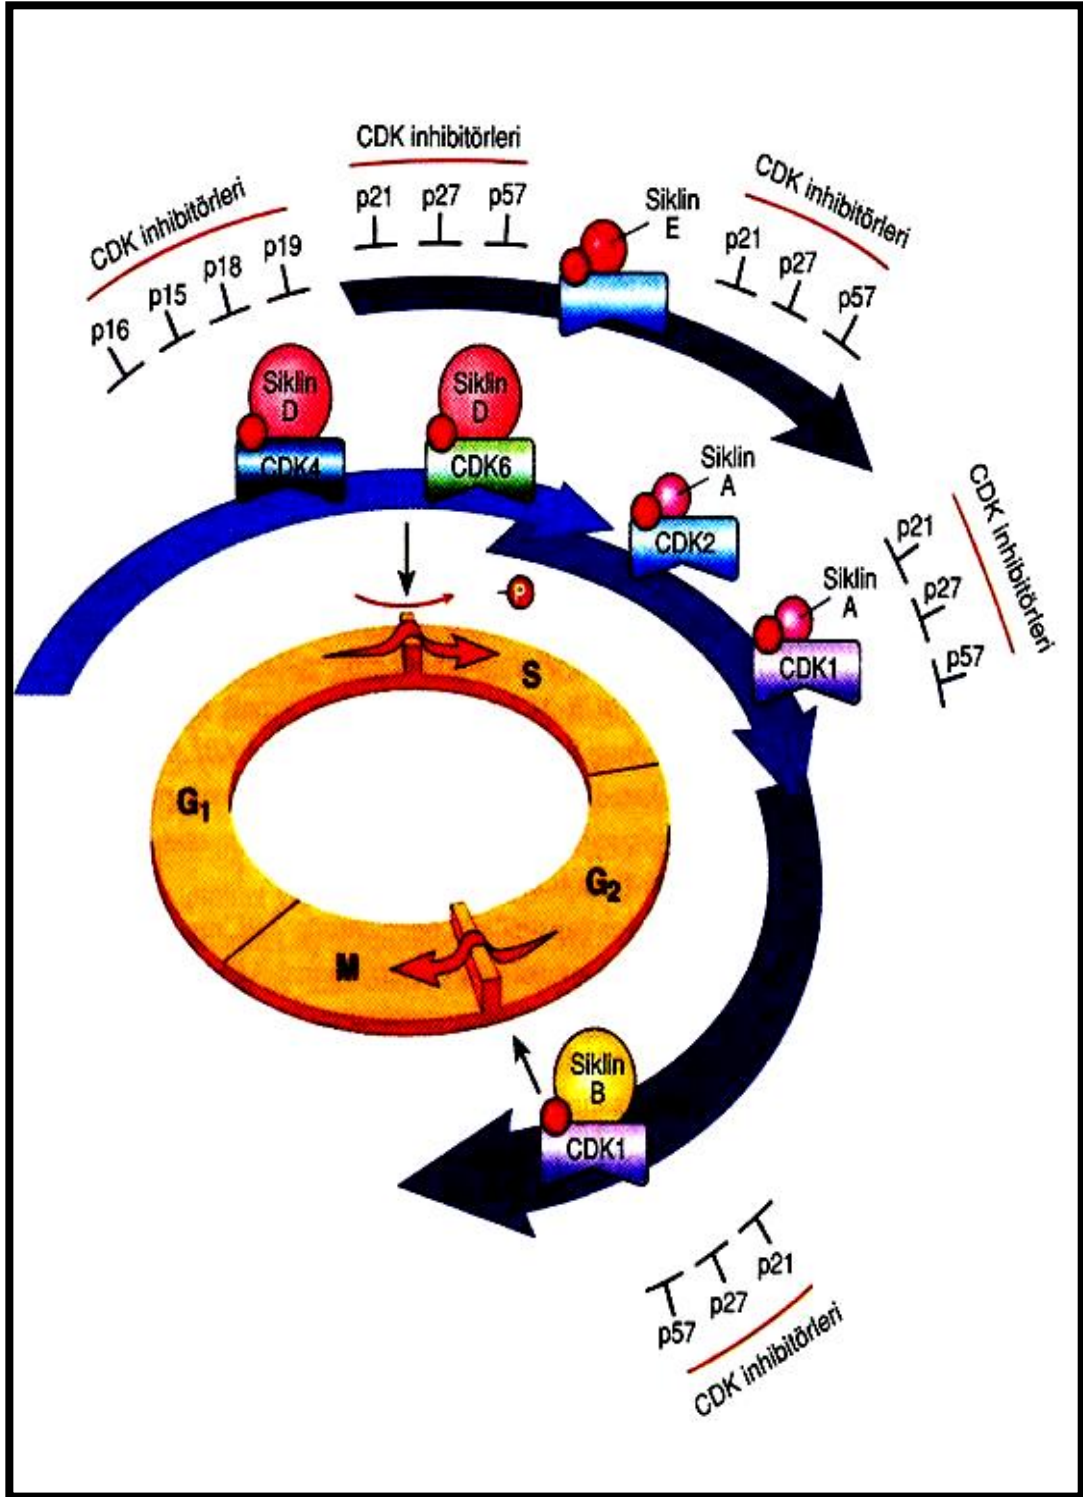 CDK inhibitörleri
p21 p27 p57
CDK inhibitörleri
p16 p15 p18 p19
Siklin
E
CDK inhibitörleri
p21 p27 p57
Siklin
D
CDK4
Siklin
D
CDK6
Siklin
A
CDK2
Siklin
A
CDK1
CDK inhibitörleri
p21
p27
p57
P
S
G1
G2
M
Siklin
B
CDK1
p57 p27 p21
CDK inhibitörleri